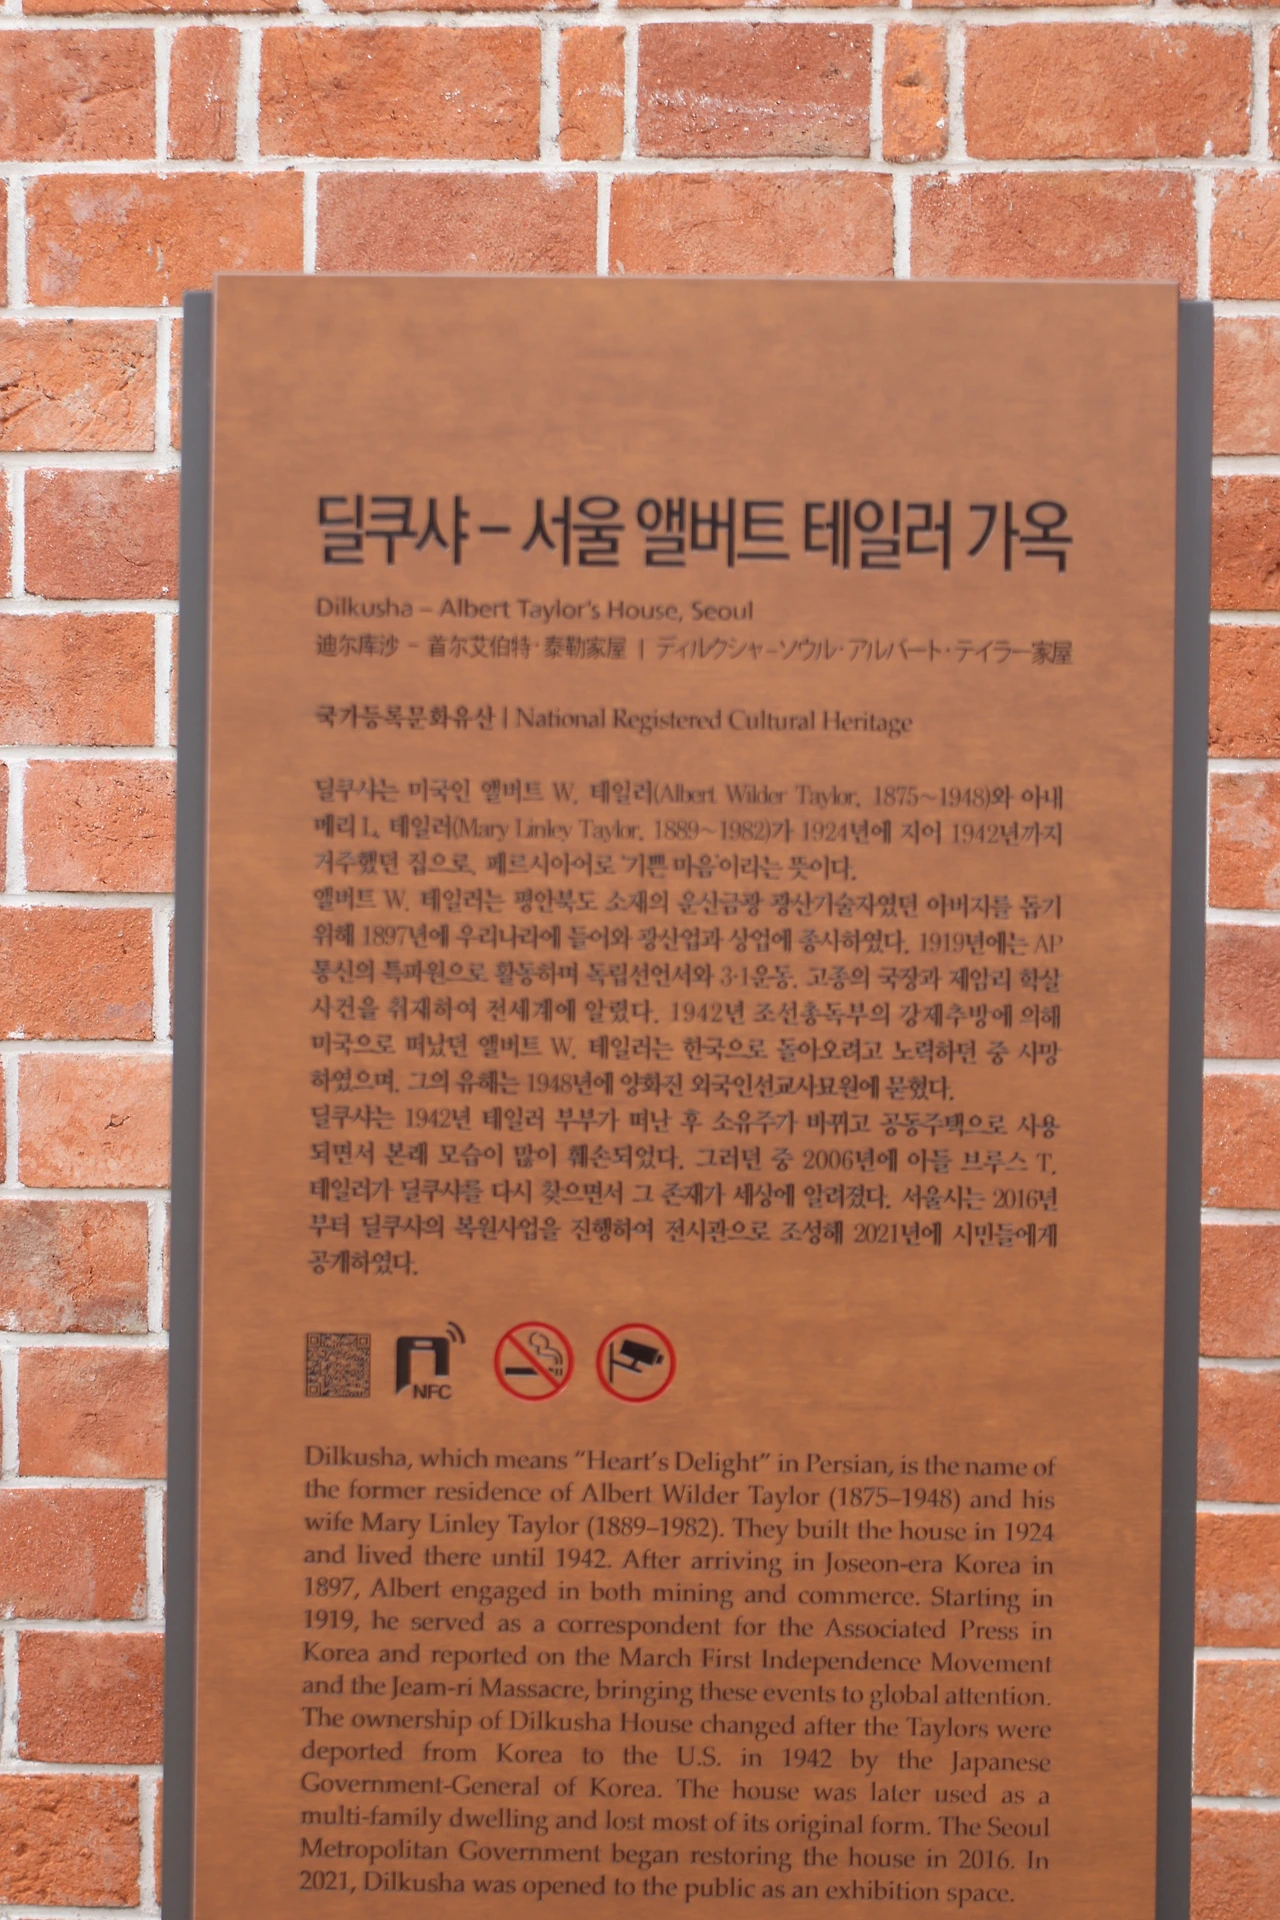 딜쿠샤 – 서울 앨버트 테일러 가옥
Dilkusha – Albert Taylor's House, Seoul
迪尔库沙 – 首尔艾伯特·泰勒家屋 | ディルクシャ–ソウル·アルバート·テイラー家屋
국가등록문화유산 | National Registered Cultural Heritage
딜쿠샤는 미국인 앨버트 W. 테일러(Albert Wilder Taylor, 1875~1948)와 아내
메리 L. 테일러(Mary Linley Taylor, 1889~1982)가 1924년에 지어 1942년까지
거주했던 집으로, 페르시아어로 '기쁜 마음'이라는 뜻이다.
앨버트 W. 테일러는 평안북도 소재의 운산금광 광산기술자였던 아버지를 돕기
위해 1897년에 우리나라에 들어와 광산업과 상업에 종사하였다. 1919년에는 AP
통신의 특파원으로 활동하며 독립선언서와 3·1운동, 고종의 국장과 제암리 학살
사건을 취재하여 전세계에 알렸다. 1942년 조선총독부의 강제추방에 의해
미국으로 떠났던 앨버트 W. 테일러는 한국으로 돌아오려고 노력하던 중 사망
하였으며, 그의 유해는 1948년에 양화진 외국인선교사묘원에 묻혔다.
딜쿠샤는 1942년 테일러 부부가 떠난 후 소유주가 바뀌고 공동주택으로 사용
되면서 본래 모습이 많이 훼손되었다. 그러던 중 2006년에 아들 브루스 T.
테일러가 딜쿠샤를 다시 찾으면서 그 존재가 세상에 알려졌다. 서울시는 2016년
부터 딜쿠샤의 복원사업을 진행하여 전시관으로 조성해 2021년에 시민들에게
공개하였다.
NFC
Dilkusha, which means “Heart's Delight” in Persian, is the name of
the former residence of Albert Wilder Taylor (1875–1948) and his
wife Mary Linley Taylor (1889–1982). They built the house in 1924
and lived there until 1942. After arriving in Joseon-era Korea in
1897, Albert engaged in both mining and commerce. Starting in
1919, he served as a correspondent for the Associated Press in
Korea and reported on the March First Independence Movement
and the Jeam-ri Massacre, bringing these events to global attention.
The ownership of Dilkusha House changed after the Taylors were
deported from Korea to the U.S. in 1942 by the Japanese
Government-General of Korea. The house was later used as a
multi-family dwelling and lost most of its original form. The Seoul
Metropolitan Government began restoring the house in 2016. In
2021, Dilkusha was opened to the public as an exhibition space.